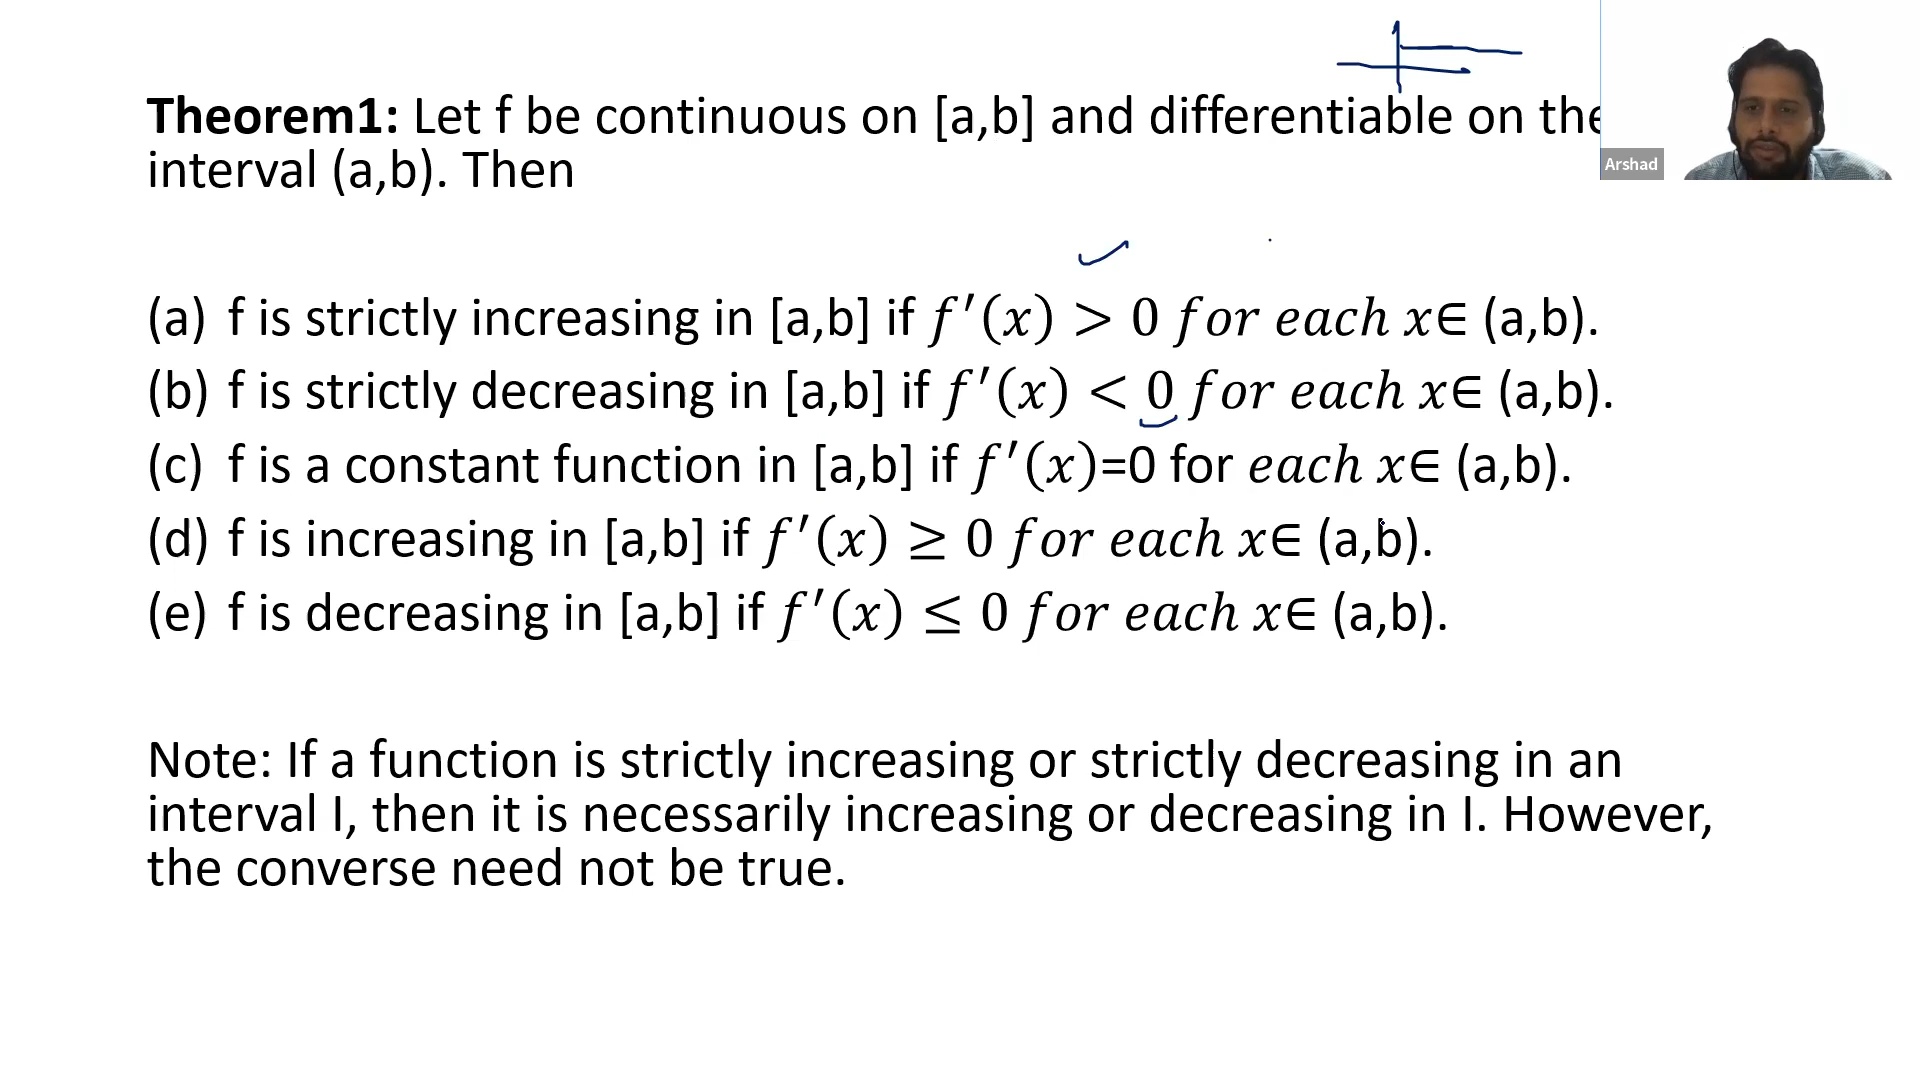 Theorem1: Let f be continuous on [a,b] and differentiable on the
interval (a,b). Then
Arshad
(a) f is strictly increasing in [a,b] if f′(x) > 0 for each x∈ (a,b).
(b) f is strictly decreasing in [a,b] if f′(x) < 0 for each x∈ (a,b).
(c) f is a constant function in [a,b] if f′(x)=0 for each x∈ (a,b).
(d) f is increasing in [a,b] if f′(x) ≥ 0 for each x∈ (a,b).
(e) f is decreasing in [a,b] if f′(x) ≤ 0 for each x∈ (a,b).
Note: If a function is strictly increasing or strictly decreasing in an
interval I, then it is necessarily increasing or decreasing in I. However,
the converse need not be true.